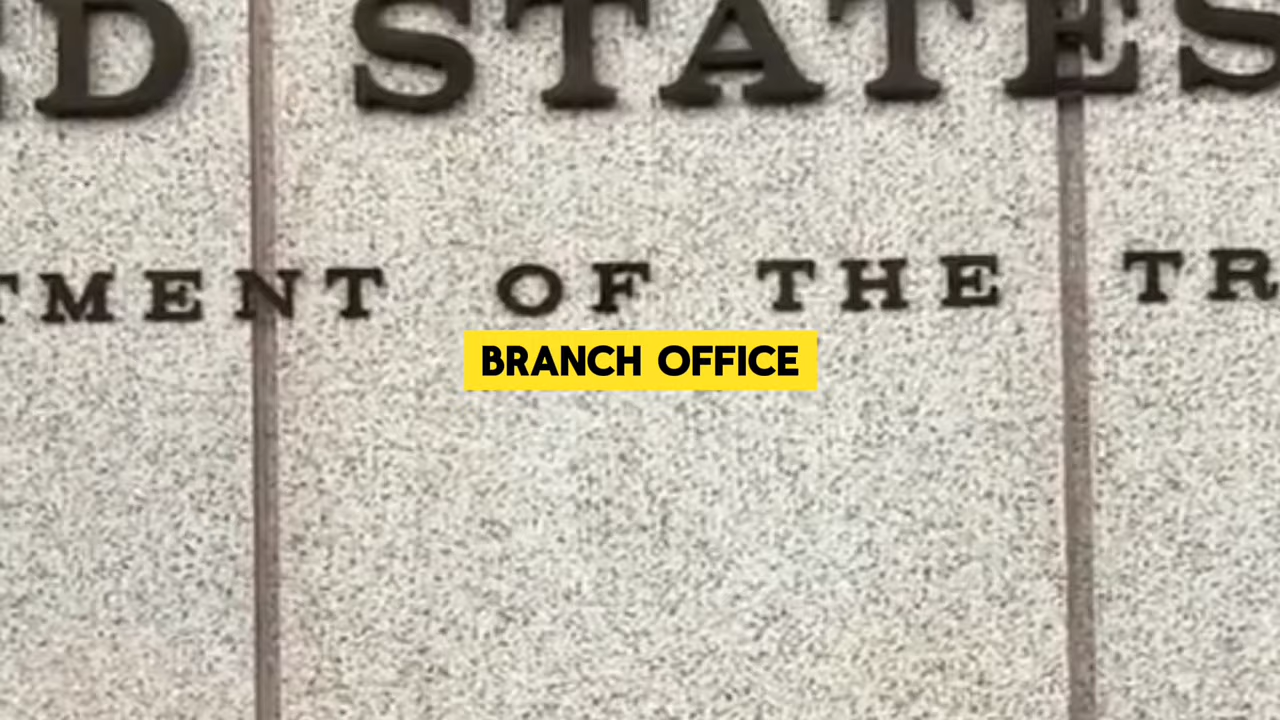 D STATES
TMENT OF THE TR
BRANCH OFFICE